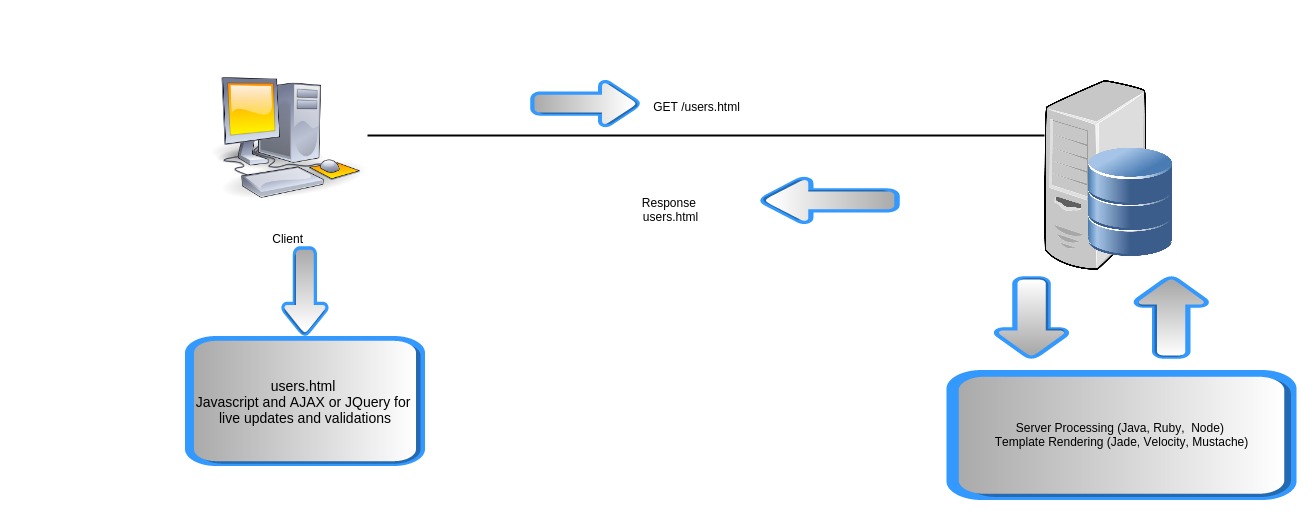 GET /users.html
Response
users.html
Client
users.html
Javascript and AJAX or JQuery for
live updates and validations
Server Processing (Java, Ruby,  Node)
Template Rendering (Jade, Velocity, Mustache)